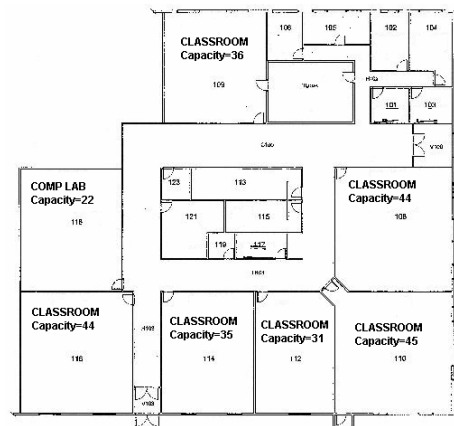 106
105
102
104
CLASSROOM
Capacity=36
109
101
103
123
113
COMP LAB
Capacity=22
118
121
115
119
117
CLASSROOM
Capacity=44
108
CLASSROOM
Capacity=44
116
CLASSROOM
Capacity=35
114
CLASSROOM
Capacity=31
112
CLASSROOM
Capacity=45
110